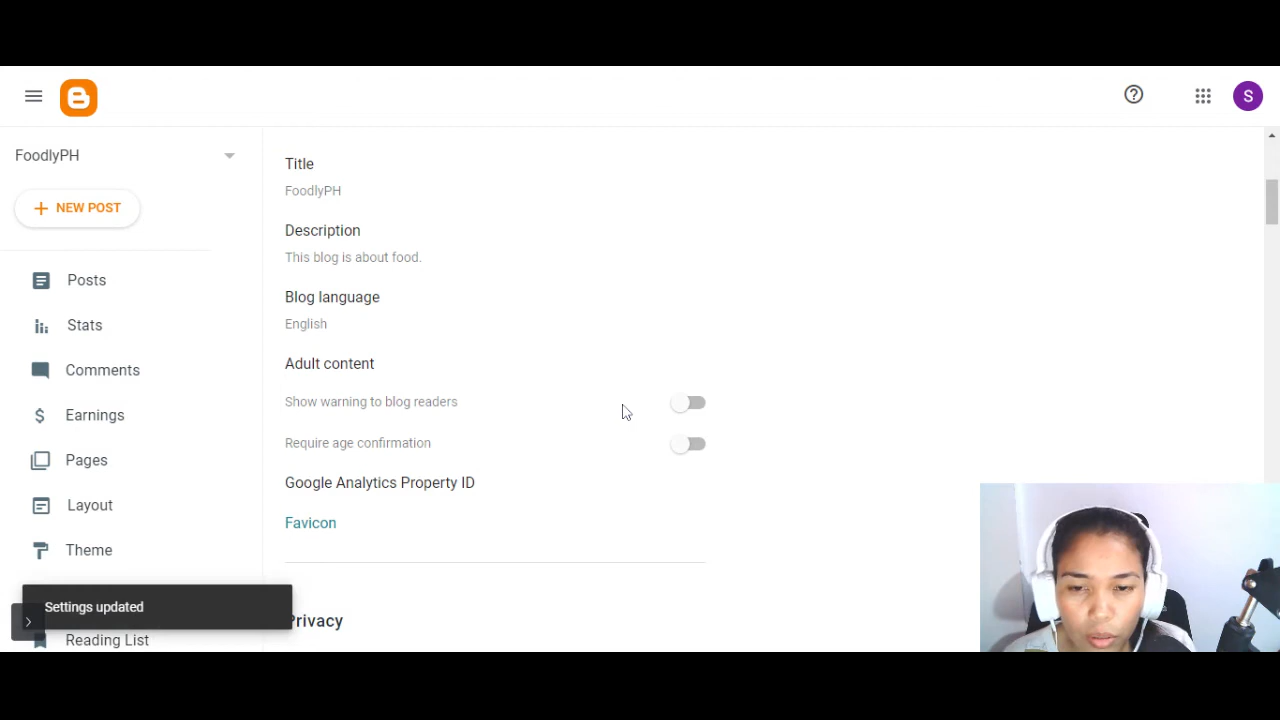 S
FoodlyPH
+ NEW POST
Posts
Stats
Comments
Earnings
Pages
Layout
Theme
Settings updated
Reading List
Title
FoodlyPH
Description
This blog is about food.
Blog language
English
Adult content
Show warning to blog readers
Require age confirmation
Google Analytics Property ID
Favicon